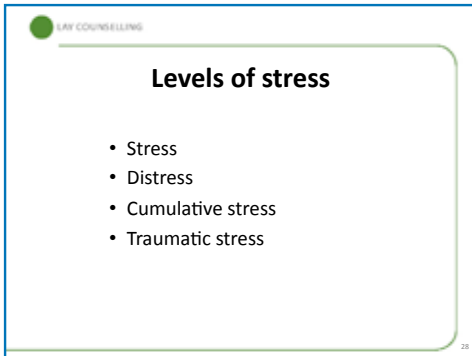 LAY COUNSELLING
Levels of stress
• Stress
• Distress
• Cumulative stress
• Traumatic stress
28